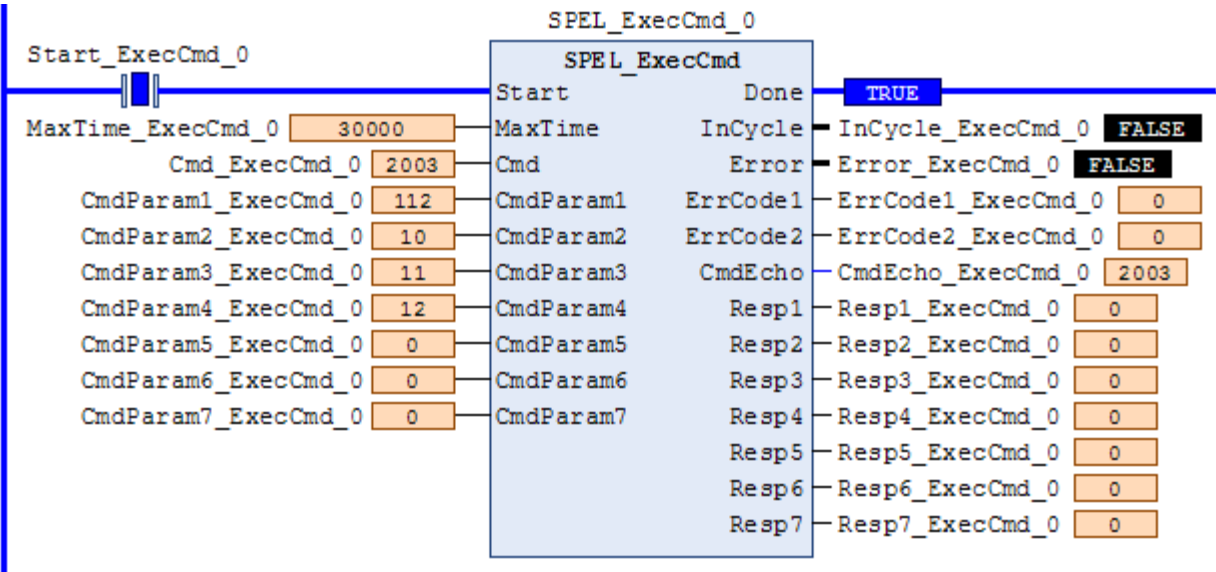 SPEL_ExecCmd_0
Start_ExecCmd_0
SPEL_ExecCmd
Start Done TRUE
MaxTime_ExecCmd_0 30000 MaxTime InCycle InCycle_ExecCmd_0 FALSE
Cmd_ExecCmd_0 2003 Cmd Error Error_ExecCmd_0 FALSE
CmdParam1_ExecCmd_0 112 CmdParam1 ErrCode1 ErrCode1_ExecCmd_0 0
CmdParam2_ExecCmd_0 10 CmdParam2 ErrCode2 ErrCode2_ExecCmd_0 0
CmdParam3_ExecCmd_0 11 CmdParam3 CmdEcho CmdEcho_ExecCmd_0 2003
CmdParam4_ExecCmd_0 12 CmdParam4 Resp1 Resp1_ExecCmd_0 0
CmdParam5_ExecCmd_0 0 CmdParam5 Resp2 Resp2_ExecCmd_0 0
CmdParam6_ExecCmd_0 0 CmdParam6 Resp3 Resp3_ExecCmd_0 0
CmdParam7_ExecCmd_0 0 CmdParam7 Resp4 Resp4_ExecCmd_0 0
Resp5 Resp5_ExecCmd_0 0
Resp6 Resp6_ExecCmd_0 0
Resp7 Resp7_ExecCmd_0 0